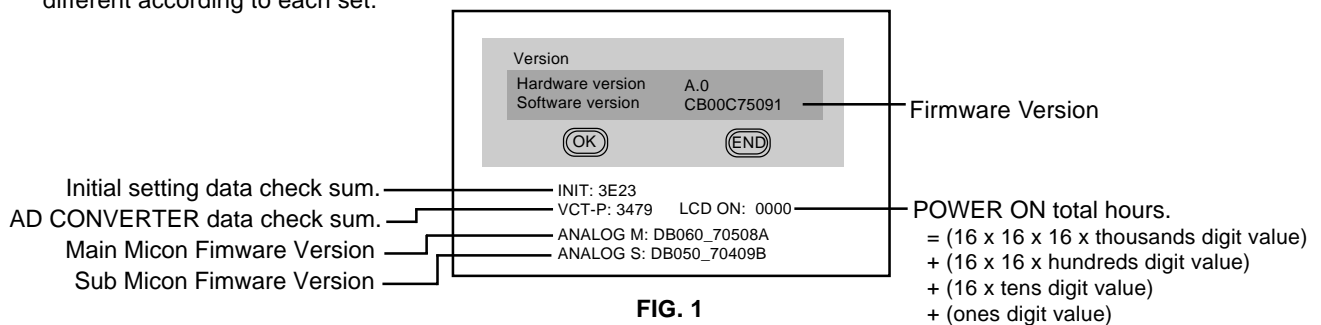 different according to each set.
Version
Hardware version A.0
Software version CB00C75091
Firmware Version
OK END
Initial setting data check sum.
INIT: 3E23
AD CONVERTER data check sum.
VCT-P: 3479 LCD ON: 0000
POWER ON total hours.
= (16 x 16 x 16 x thousands digit value)
+ (16 x 16 x hundreds digit value)
+ (16 x tens digit value)
+ (ones digit value)
Main Micon Fimware Version
ANALOG M: DB060_70508A
Sub Micon Fimware Version
ANALOG S: DB050_70409B
FIG. 1